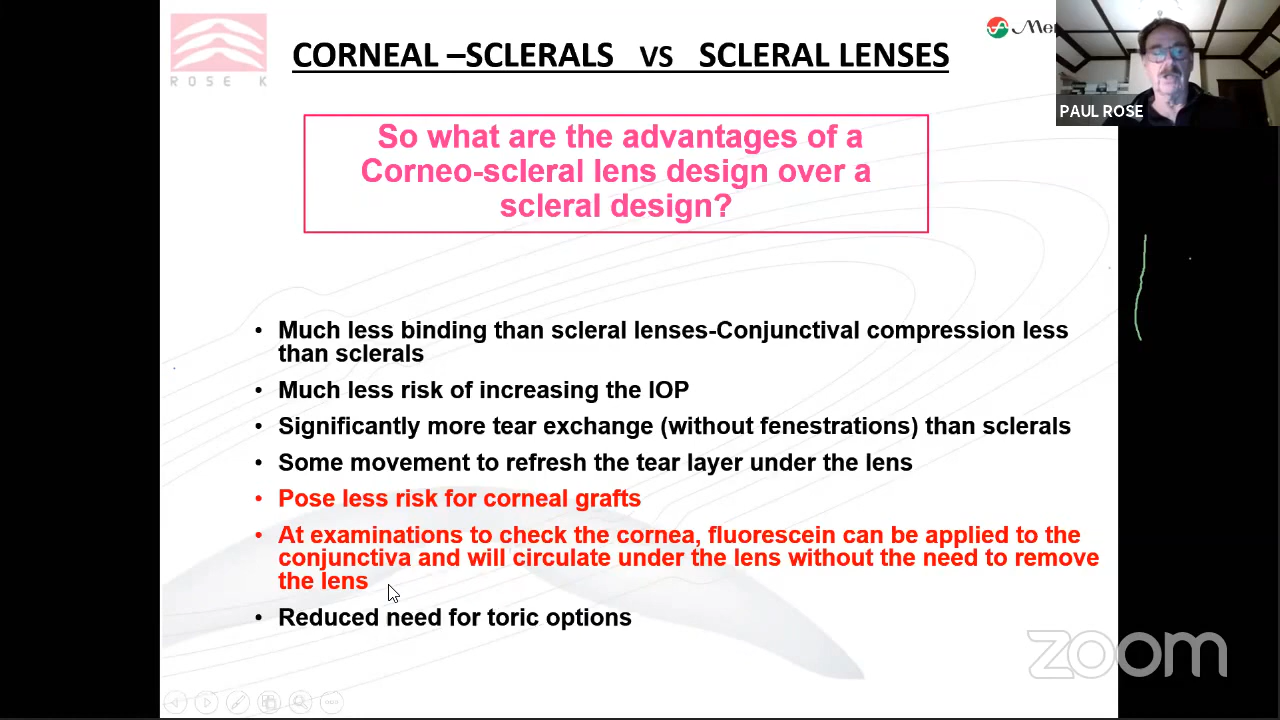 CORNEAL –SCLERALS VS SCLERAL LENSES
ROSE K
PAUL ROSE
So what are the advantages of a
Corneo-scleral lens design over a
scleral design?
• Much less binding than scleral lenses-Conjunctival compression less
than sclerals
• Much less risk of increasing the IOP
• Significantly more tear exchange (without fenestrations) than sclerals
• Some movement to refresh the tear layer under the lens
• Pose less risk for corneal grafts
• At examinations to check the cornea, fluorescein can be applied to the
conjunctiva and will circulate under the lens without the need to remove
the lens
• Reduced need for toric options
zoom